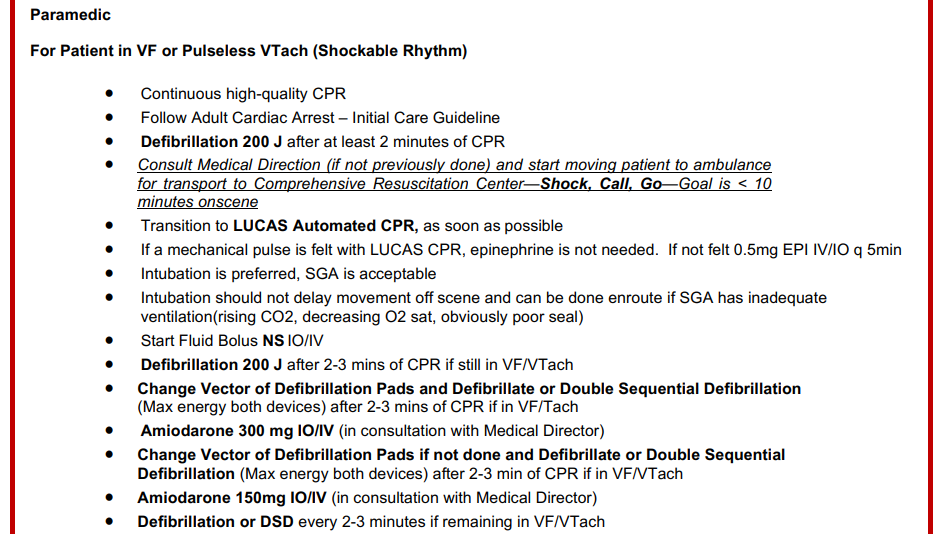 Paramedic
For Patient in VF or Pulseless VTach (Shockable Rhythm)
• Continuous high-quality CPR
• Follow Adult Cardiac Arrest – Initial Care Guideline
• Defibrillation 200 J after at least 2 minutes of CPR
• Consult Medical Direction (if not previously done) and start moving patient to ambulance
for transport to Comprehensive Resuscitation Center—Shock, Call, Go—Goal is < 10
minutes onscene
• Transition to LUCAS Automated CPR, as soon as possible
• If a mechanical pulse is felt with LUCAS CPR, epinephrine is not needed.  If not felt 0.5mg EPI IV/IO q 5min
• Intubation is preferred, SGA is acceptable
• Intubation should not delay movement off scene and can be done enroute if SGA has inadequate
ventilation(rising CO2, decreasing O2 sat, obviously poor seal)
• Start Fluid Bolus NS IO/IV
• Defibrillation 200 J after 2-3 mins of CPR if still in VF/VTach
• Change Vector of Defibrillation Pads and Defibrillate or Double Sequential Defibrillation
(Max energy both devices) after 2-3 mins of CPR if in VF/Tach
• Amiodarone 300 mg IO/IV (in consultation with Medical Director)
• Change Vector of Defibrillation Pads if not done and Defibrillate or Double Sequential
Defibrillation (Max energy both devices) after 2-3 min of CPR if in VF/VTach
• Amiodarone 150mg IO/IV (in consultation with Medical Director)
• Defibrillation or DSD every 2-3 minutes if remaining in VF/VTach